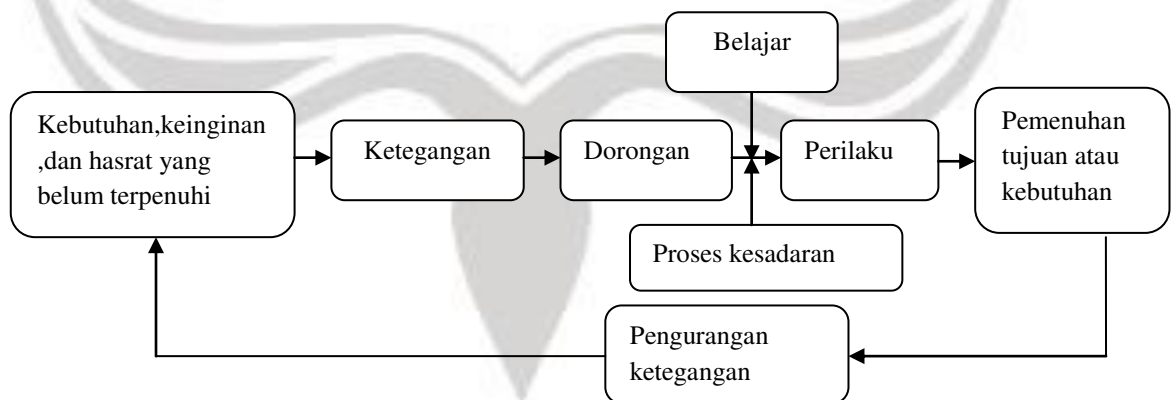 Belajar
Kebutuhan,keinginan
,dan hasrat yang
belum terpenuhi
Ketegangan
Dorongan
Perilaku
Pemenuhan
tujuan atau
kebutuhan
Proses kesadaran
Pengurangan
ketegangan